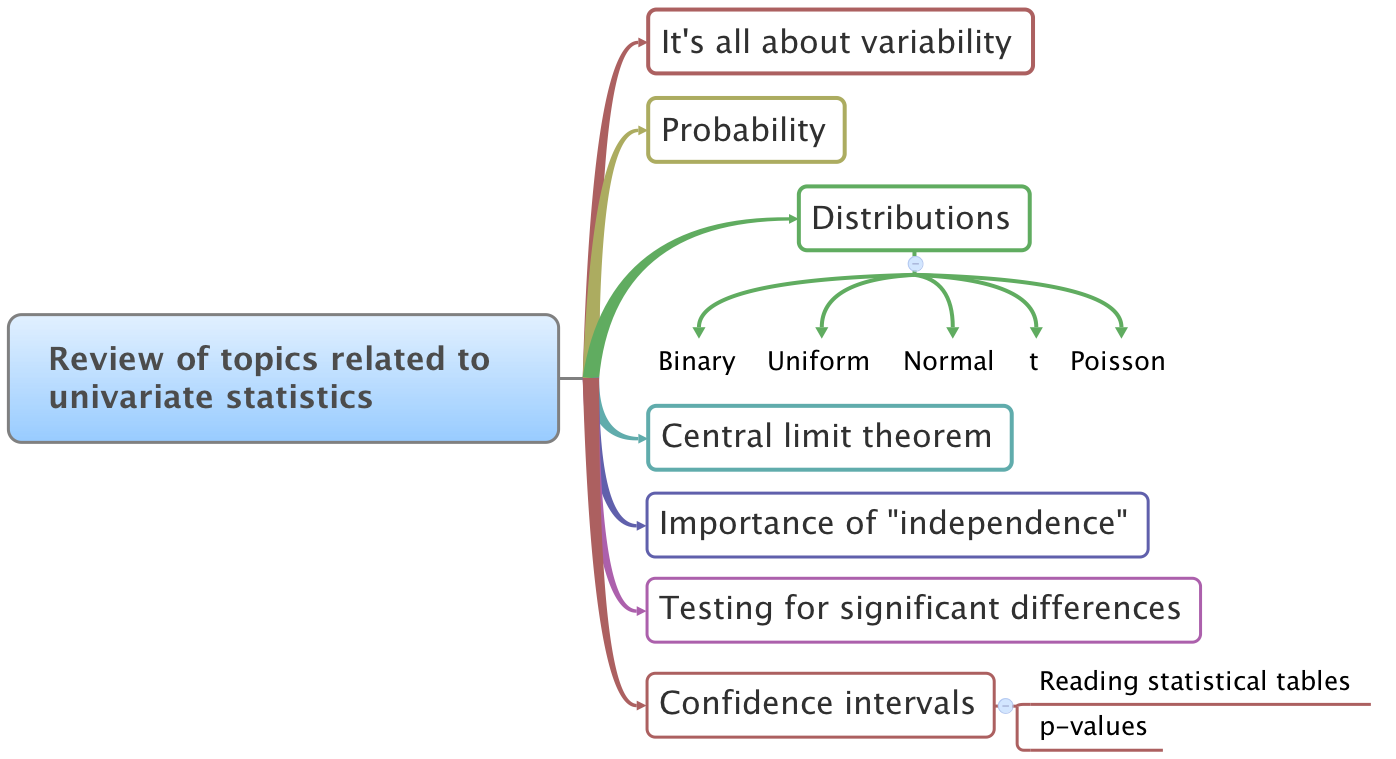 It's all about variability
Probability
Distributions
Binary Uniform Normal t Poisson
Review of topics related to
univariate statistics
Central limit theorem
Importance of "independence"
Testing for significant differences
Confidence intervals
Reading statistical tables
p-values